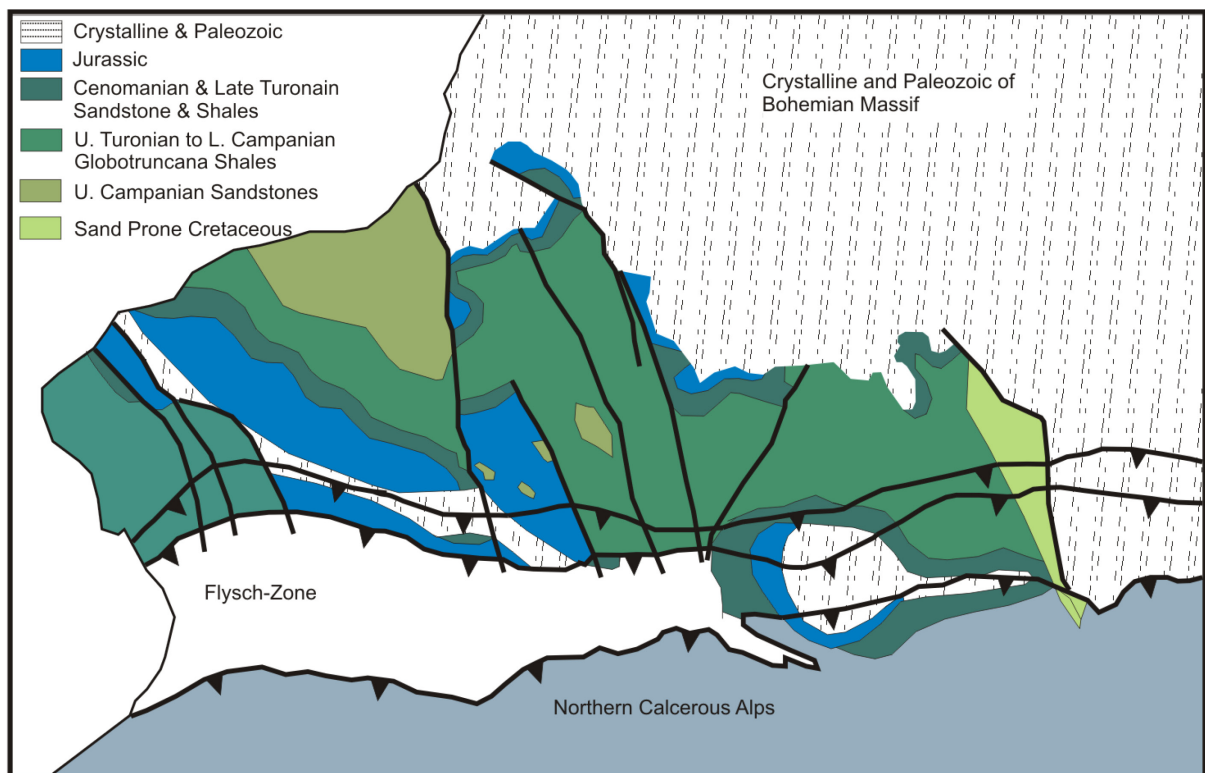 Crystalline & Paleozoic
Jurassic
Cenomanian & Late Turonain
Sandstone & Shales
U. Turonian to L. Campanian
Globotruncana Shales
U. Campanian Sandstones
Sand Prone Cretaceous
Crystalline and Paleozoic of
Bohemian Massif
Flysch-Zone
Northern Calcerous Alps